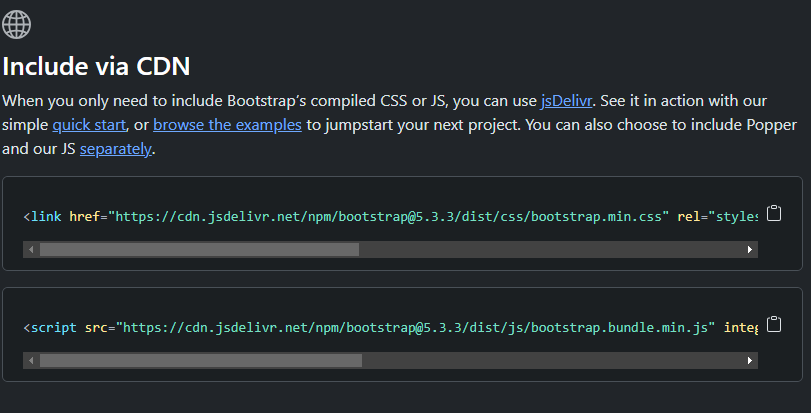 Include via CDN
When you only need to include Bootstrap’s compiled CSS or JS, you can use jsDelivr. See it in action with our
simple quick start, or browse the examples to jumpstart your next project. You can also choose to include Popper
and our JS separately.
<link href="https://cdn.jsdelivr.net/npm/bootstrap@5.3.3/dist/css/bootstrap.min.css" rel="styles
<script src="https://cdn.jsdelivr.net/npm/bootstrap@5.3.3/dist/js/bootstrap.bundle.min.js" integ